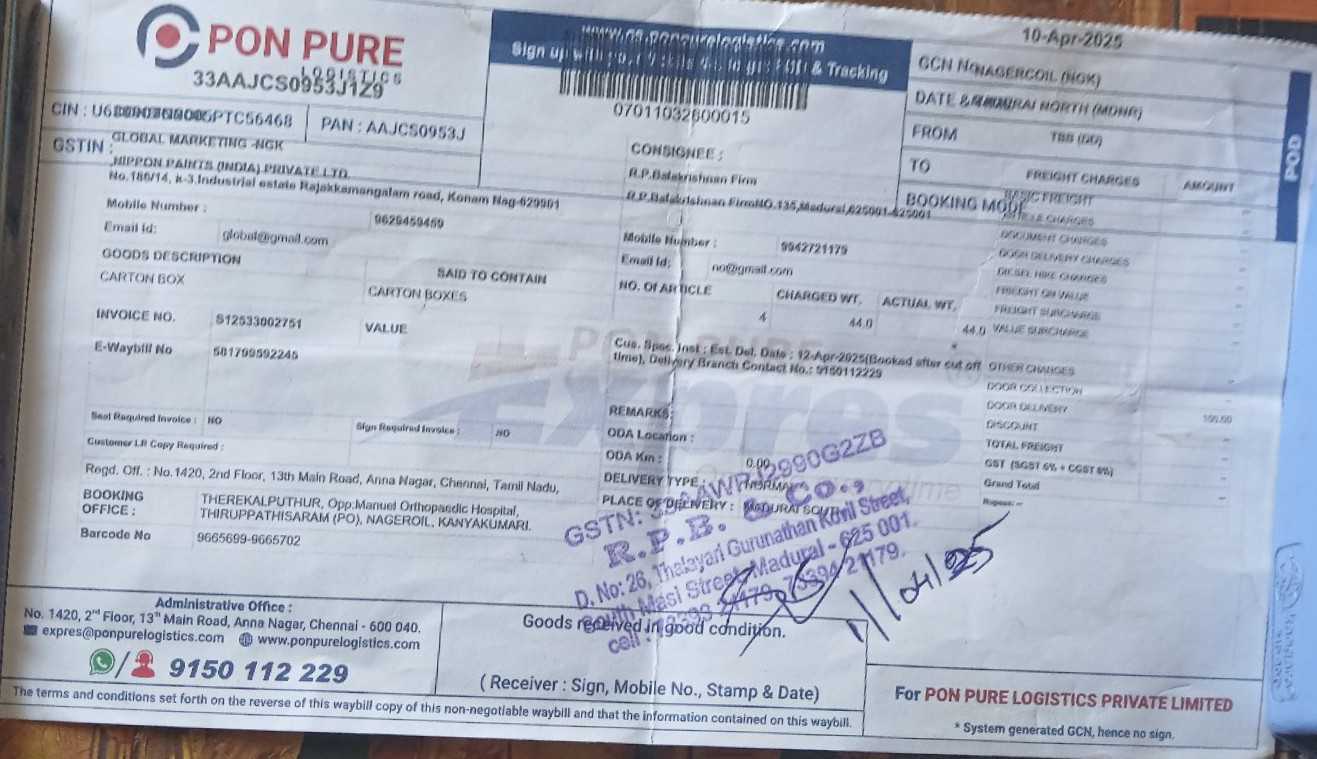 PON PURE
LOGISTICS
33AAJCS0953J1Z9
PAN : AAJCS0953J
GSTIN :
GLOBAL MARKETING -NGK
NIPPON PAINTS (INDIA) PRIVATE LTD
No.180/14, k-3,Industrial estate Rajakkamangalam road, Konam Nag-629901
Mobile Number : 9629459459
Email Id: global@gmail.com
GOODS DESCRIPTION SAID TO CONTAIN
CARTON BOX CARTON BOXES
INVOICE NO. S12533002751 VALUE
E-Waybill No 581799592245
Seal Required Invoice : NO Sign Required Invoice : NO
Customer LR Copy Required :
Regd. Off. : No.1420, 2nd Floor, 13th Main Road, Anna Nagar, Chennai, Tamil Nadu,
BOOKING OFFICE : THEREKALPUTHUR, Opp:Manuel Orthopaedic Hospital,
THIRUPPATHISARAM (PO), NAGEROIL, KANYAKUMARI.
Barcode No 9665699-9665702
www.ponpurelogistics.com
Sign up & Tracking
07011032600015
CONSIGNEE :
R.P.Balakrishnan Firm
R.P.Balakrishnan FirmNO.135,Madurai,625001-625001
Mobile Number : 9942721179
Email Id: no@gmail.com
NO. Of ARTICLE CHARGED WT. ACTUAL WT.
4 44.0 44.0
Cus. Spec. Inst : Est. Del. Date : 12-Apr-2025(Booked after cut off
time), Delivery Branch Contact No.: 9150112229
REMARKS:
ODA Location :
ODA Km : 0.00
DELIVERY TYPE : NORMAL
PLACE OF DELIVERY : MADURAI SOUTH
10-Apr-2025
GCN No NAGERCOIL (NGK)
DATE & MADURAI NORTH (MDNR)
FROM TBB (DD)
TO
BOOKING MODE
POD
FREIGHT CHARGES AMOUNT
BASIC FREIGHT
ARTICLE CHARGES
DOCUMENT CHARGES
DOOR DELIVERY CHARGES
DIESEL HIKE CHARGES
FREIGHT ON VALUE
FREIGHT SURCHARGE
VALUE SURCHARGE
OTHER CHARGES
DOOR COLLECTION
DOOR DELIVERY 100.00
DISCOUNT
TOTAL FREIGHT
GST (SGST 6% + CGST 6%)
Grand Total
Rupees: --
PON PURE
Expres
R.P.B. & Co.,
D. No: 26, Thalayari Gurunathan Kovil Street,
South Masi Street, Madurai - 625 001.
11/04/2025
Administrative Office :
No. 1420, 2nd Floor, 13th Main Road, Anna Nagar, Chennai - 600 040.
expres@ponpurelogistics.com www.ponpurelogistics.com
9150 112 229
Goods received in good condition.
( Receiver : Sign, Mobile No., Stamp & Date)
For PON PURE LOGISTICS PRIVATE LIMITED
* System generated GCN, hence no sign.
The terms and conditions set forth on the reverse of this waybill copy of this non-negotiable waybill and that the information contained on this waybill.